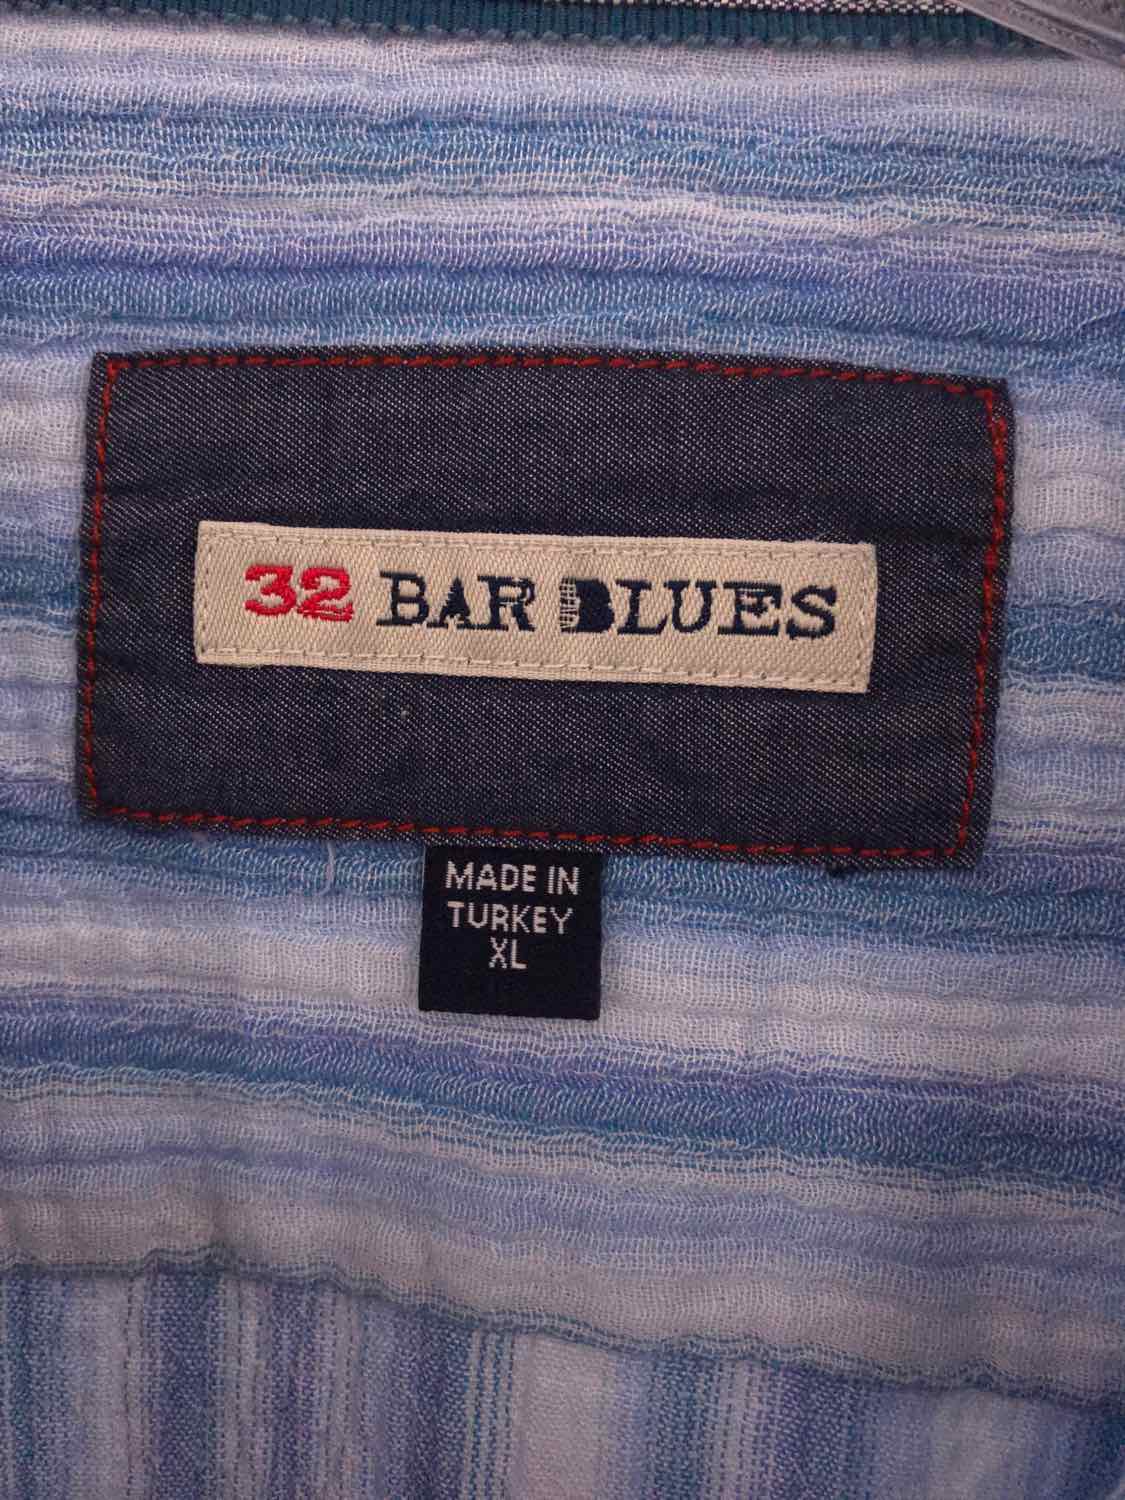 32 BAR BLUES
MADE IN
TURKEY
XL